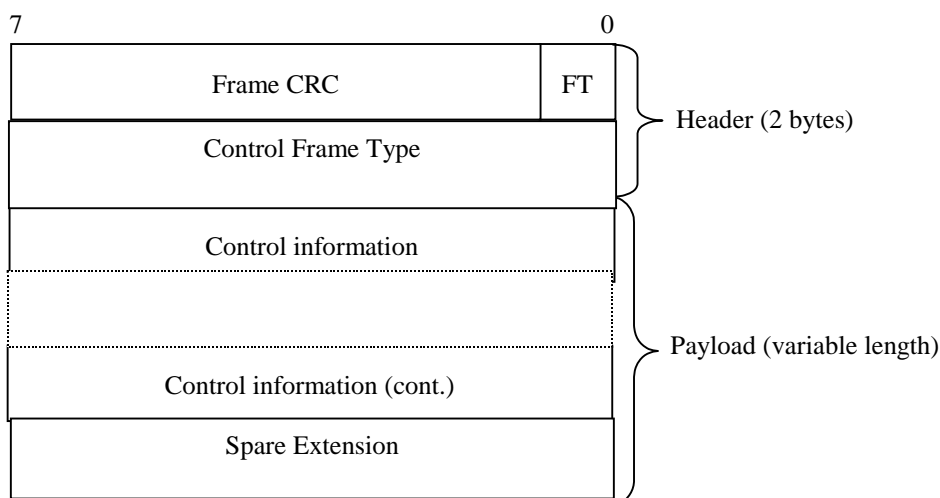 7 0
Frame CRC FT
Header (2 bytes)
Control Frame Type
Control information
Payload (variable length)
Control information (cont.)
Spare Extension